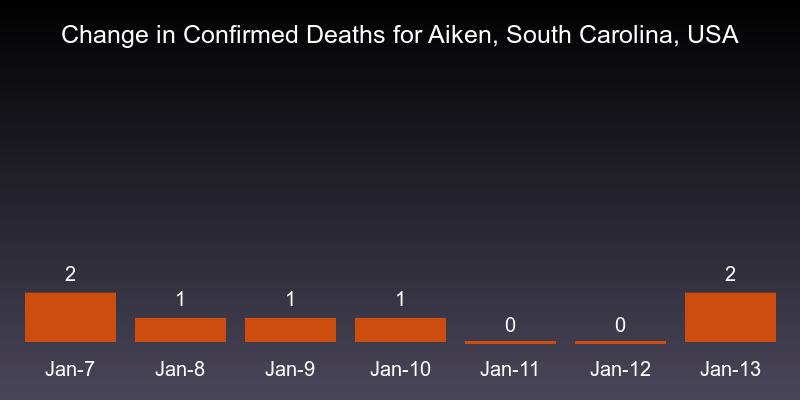 Change in Confirmed Deaths for Aiken, South Carolina, USA
2 1 1 1 0 0 2
Jan-7 Jan-8 Jan-9 Jan-10 Jan-11 Jan-12 Jan-13